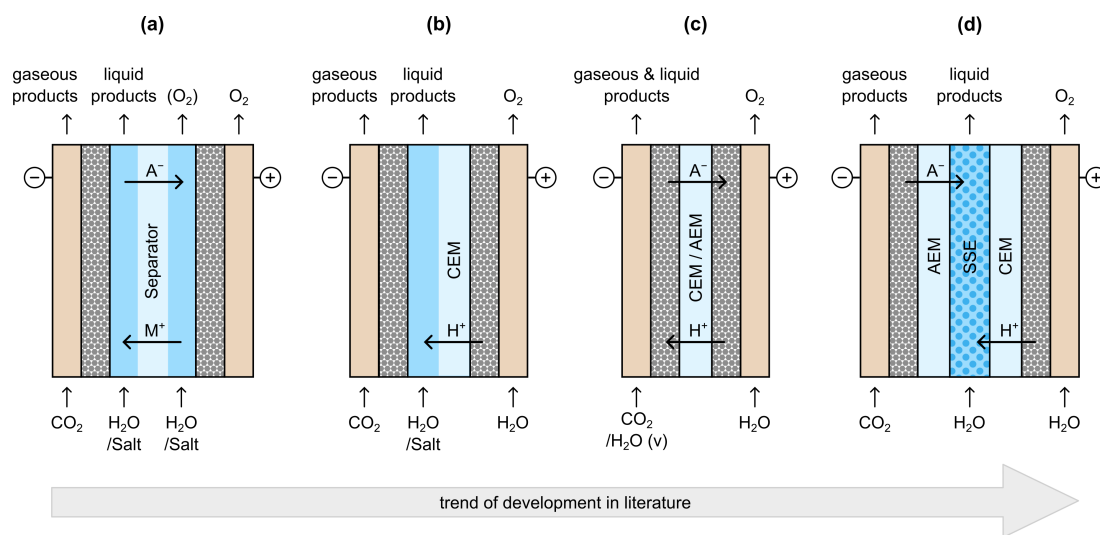 (a)
(b)
(c)
(d)
gaseous
products
liquid
products
(O₂)
O₂
gaseous
products
liquid
products
O₂
gaseous & liquid
products
O₂
gaseous
products
liquid
products
O₂
−
A⁻
Separator
M⁺
+
−
CEM
H⁺
+
−
A⁻
CEM / AEM
H⁺
+
−
A⁻
AEM
SSE
CEM
H⁺
+
CO₂
H₂O
/Salt
H₂O
/Salt
CO₂
H₂O
/Salt
H₂O
CO₂
/H₂O (v)
H₂O
CO₂
H₂O
H₂O
trend of development in literature